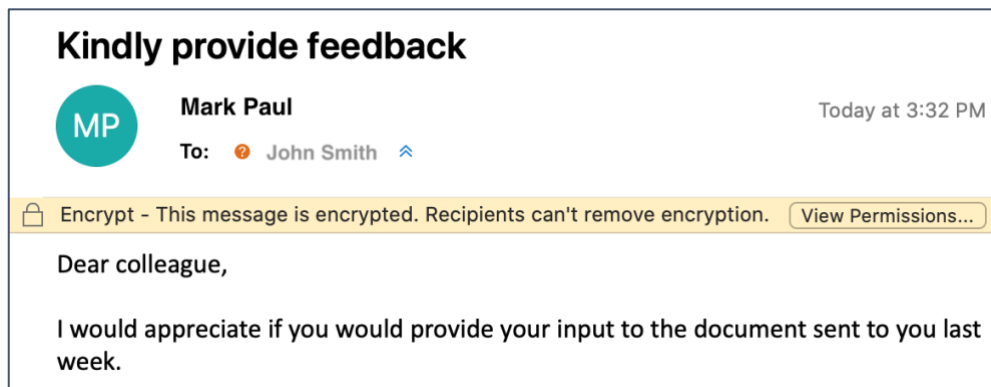 Kindly provide feedback
MP
Mark Paul
Today at 3:32 PM
To: ? John Smith
Encrypt - This message is encrypted. Recipients can't remove encryption. View Permissions...
Dear colleague,
I would appreciate if you would provide your input to the document sent to you last
week.